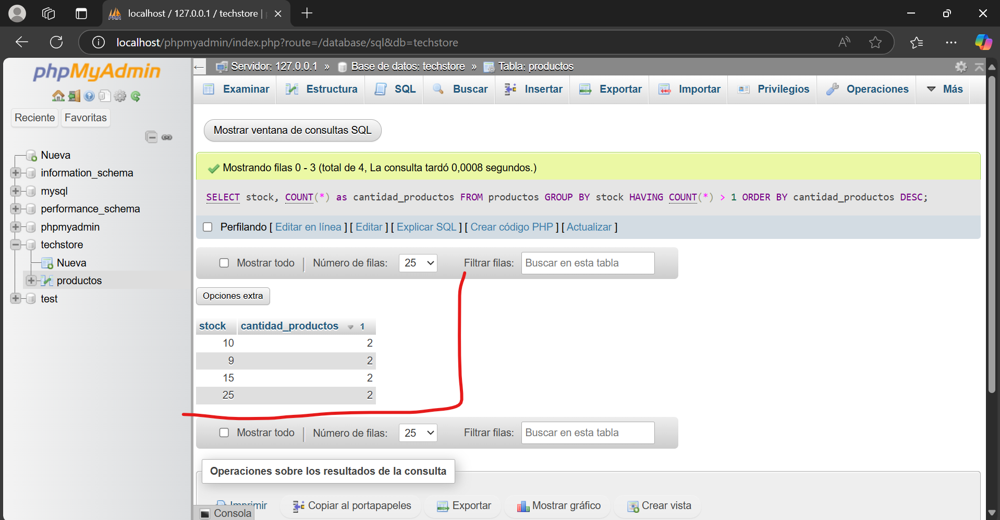 localhost / 127.0.0.1 / techstore |
localhost/phpmyadmin/index.php?route=/database/sql&db=techstore
phpMyAdmin
Reciente Favoritas
Nueva
information_schema
mysql
performance_schema
phpmyadmin
techstore
Nueva
productos
test
Servidor: 127.0.0.1 » Base de datos: techstore » Tabla: productos
Examinar Estructura SQL Buscar Insertar Exportar Importar Privilegios Operaciones Más
Mostrar ventana de consultas SQL
Mostrando filas 0 - 3 (total de 4, La consulta tardó 0,0008 segundos.)
SELECT stock, COUNT(*) as cantidad_productos FROM productos GROUP BY stock HAVING COUNT(*) > 1 ORDER BY cantidad_productos DESC;
Perfilando [ Editar en línea ] [ Editar ] [ Explicar SQL ] [ Crear código PHP ] [ Actualizar ]
Mostrar todo | Número de filas: 25 Filtrar filas: Buscar en esta tabla
Opciones extra
stock cantidad_productos 1
10 2
9 2
15 2
25 2
Mostrar todo | Número de filas: 25 Filtrar filas: Buscar en esta tabla
Operaciones sobre los resultados de la consulta
Imprimir Copiar al portapapeles Exportar Mostrar gráfico Crear vista
Consola